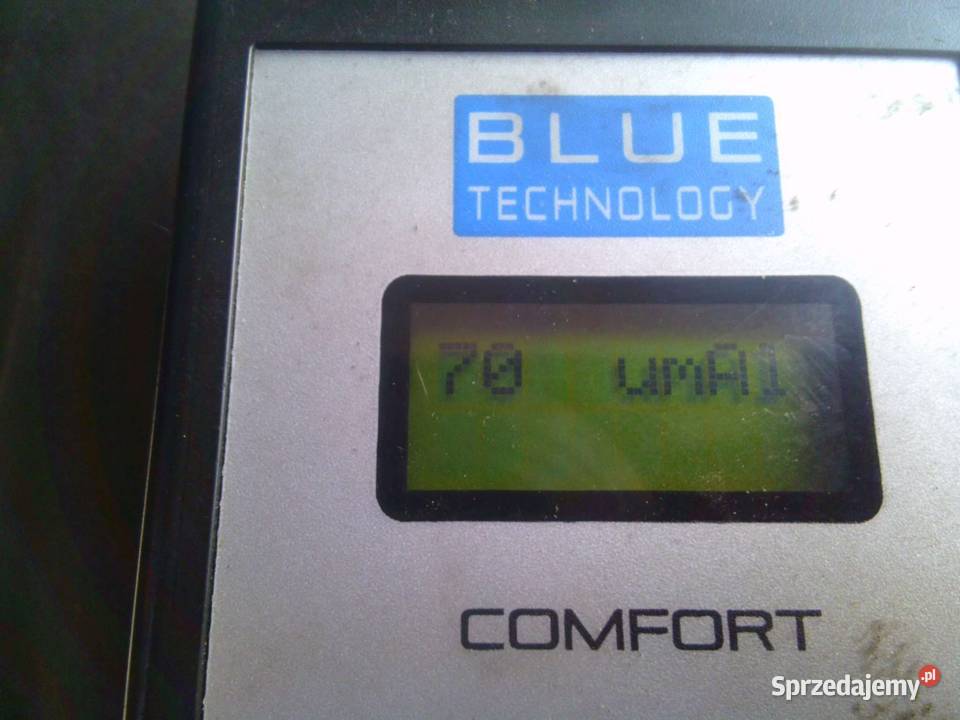 BLUE
TECHNOLOGY
70 umA1
COMFORT
Sprzedajemy.pl